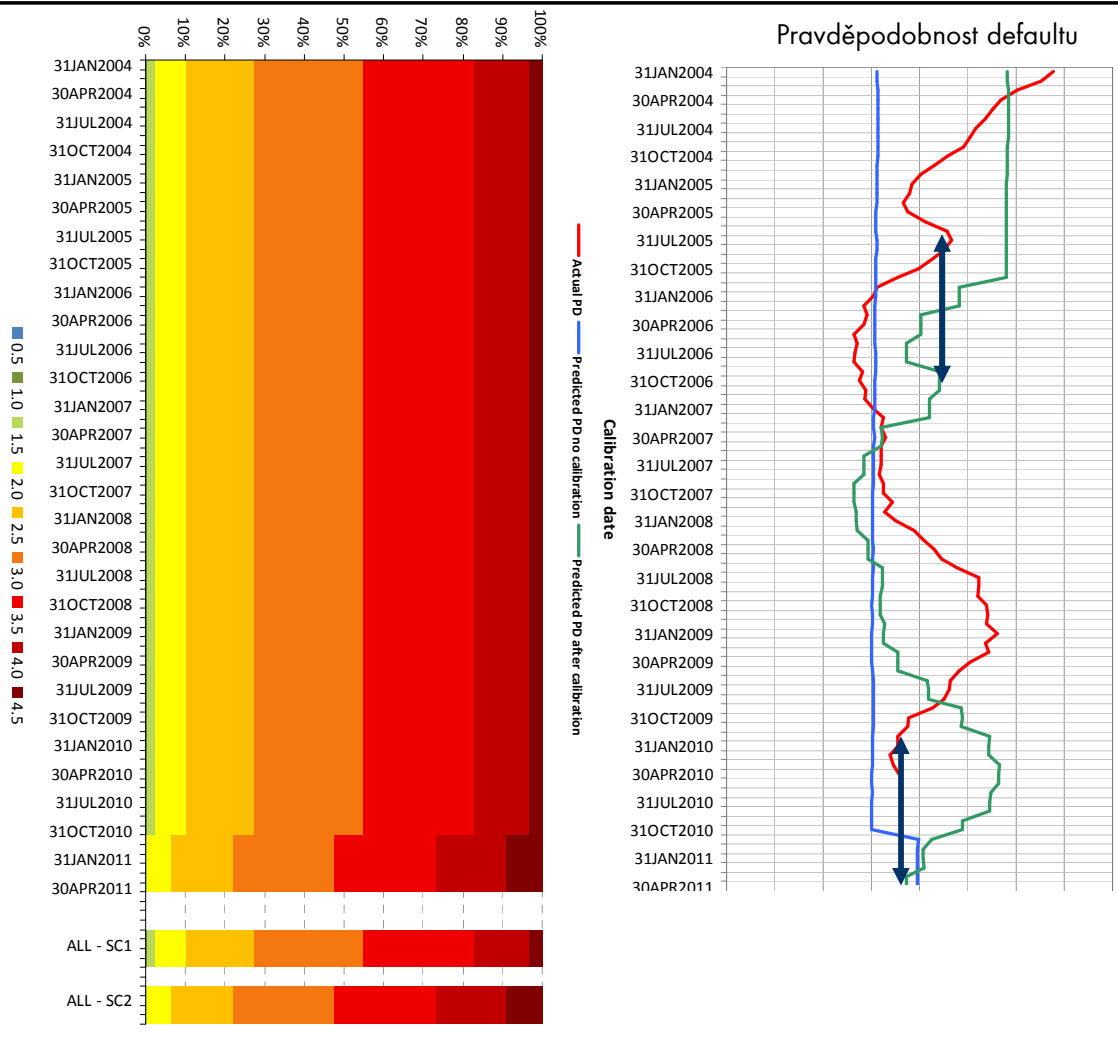 Pravděpodobnost defaultu
0%
10%
20%
30%
40%
50%
60%
70%
80%
90%
100%
31JAN2004
30APR2004
31JUL2004
31OCT2004
31JAN2005
30APR2005
31JUL2005
31OCT2005
31JAN2006
30APR2006
31JUL2006
31OCT2006
31JAN2007
30APR2007
31JUL2007
31OCT2007
31JAN2008
30APR2008
31JUL2008
31OCT2008
31JAN2009
30APR2009
31JUL2009
31OCT2009
31JAN2010
30APR2010
31JUL2010
31OCT2010
31JAN2011
30APR2011
ALL - SC1
ALL - SC2
0.5 1.0 1.5 2.0 2.5 3.0 3.5 4.0 4.5
Actual PD Predicted PD no calibration Predicted PD after calibration
Calibration date
31JAN2004
30APR2004
31JUL2004
31OCT2004
31JAN2005
30APR2005
31JUL2005
31OCT2005
31JAN2006
30APR2006
31JUL2006
31OCT2006
31JAN2007
30APR2007
31JUL2007
31OCT2007
31JAN2008
30APR2008
31JUL2008
31OCT2008
31JAN2009
30APR2009
31JUL2009
31OCT2009
31JAN2010
30APR2010
31JUL2010
31OCT2010
31JAN2011
30APR2011